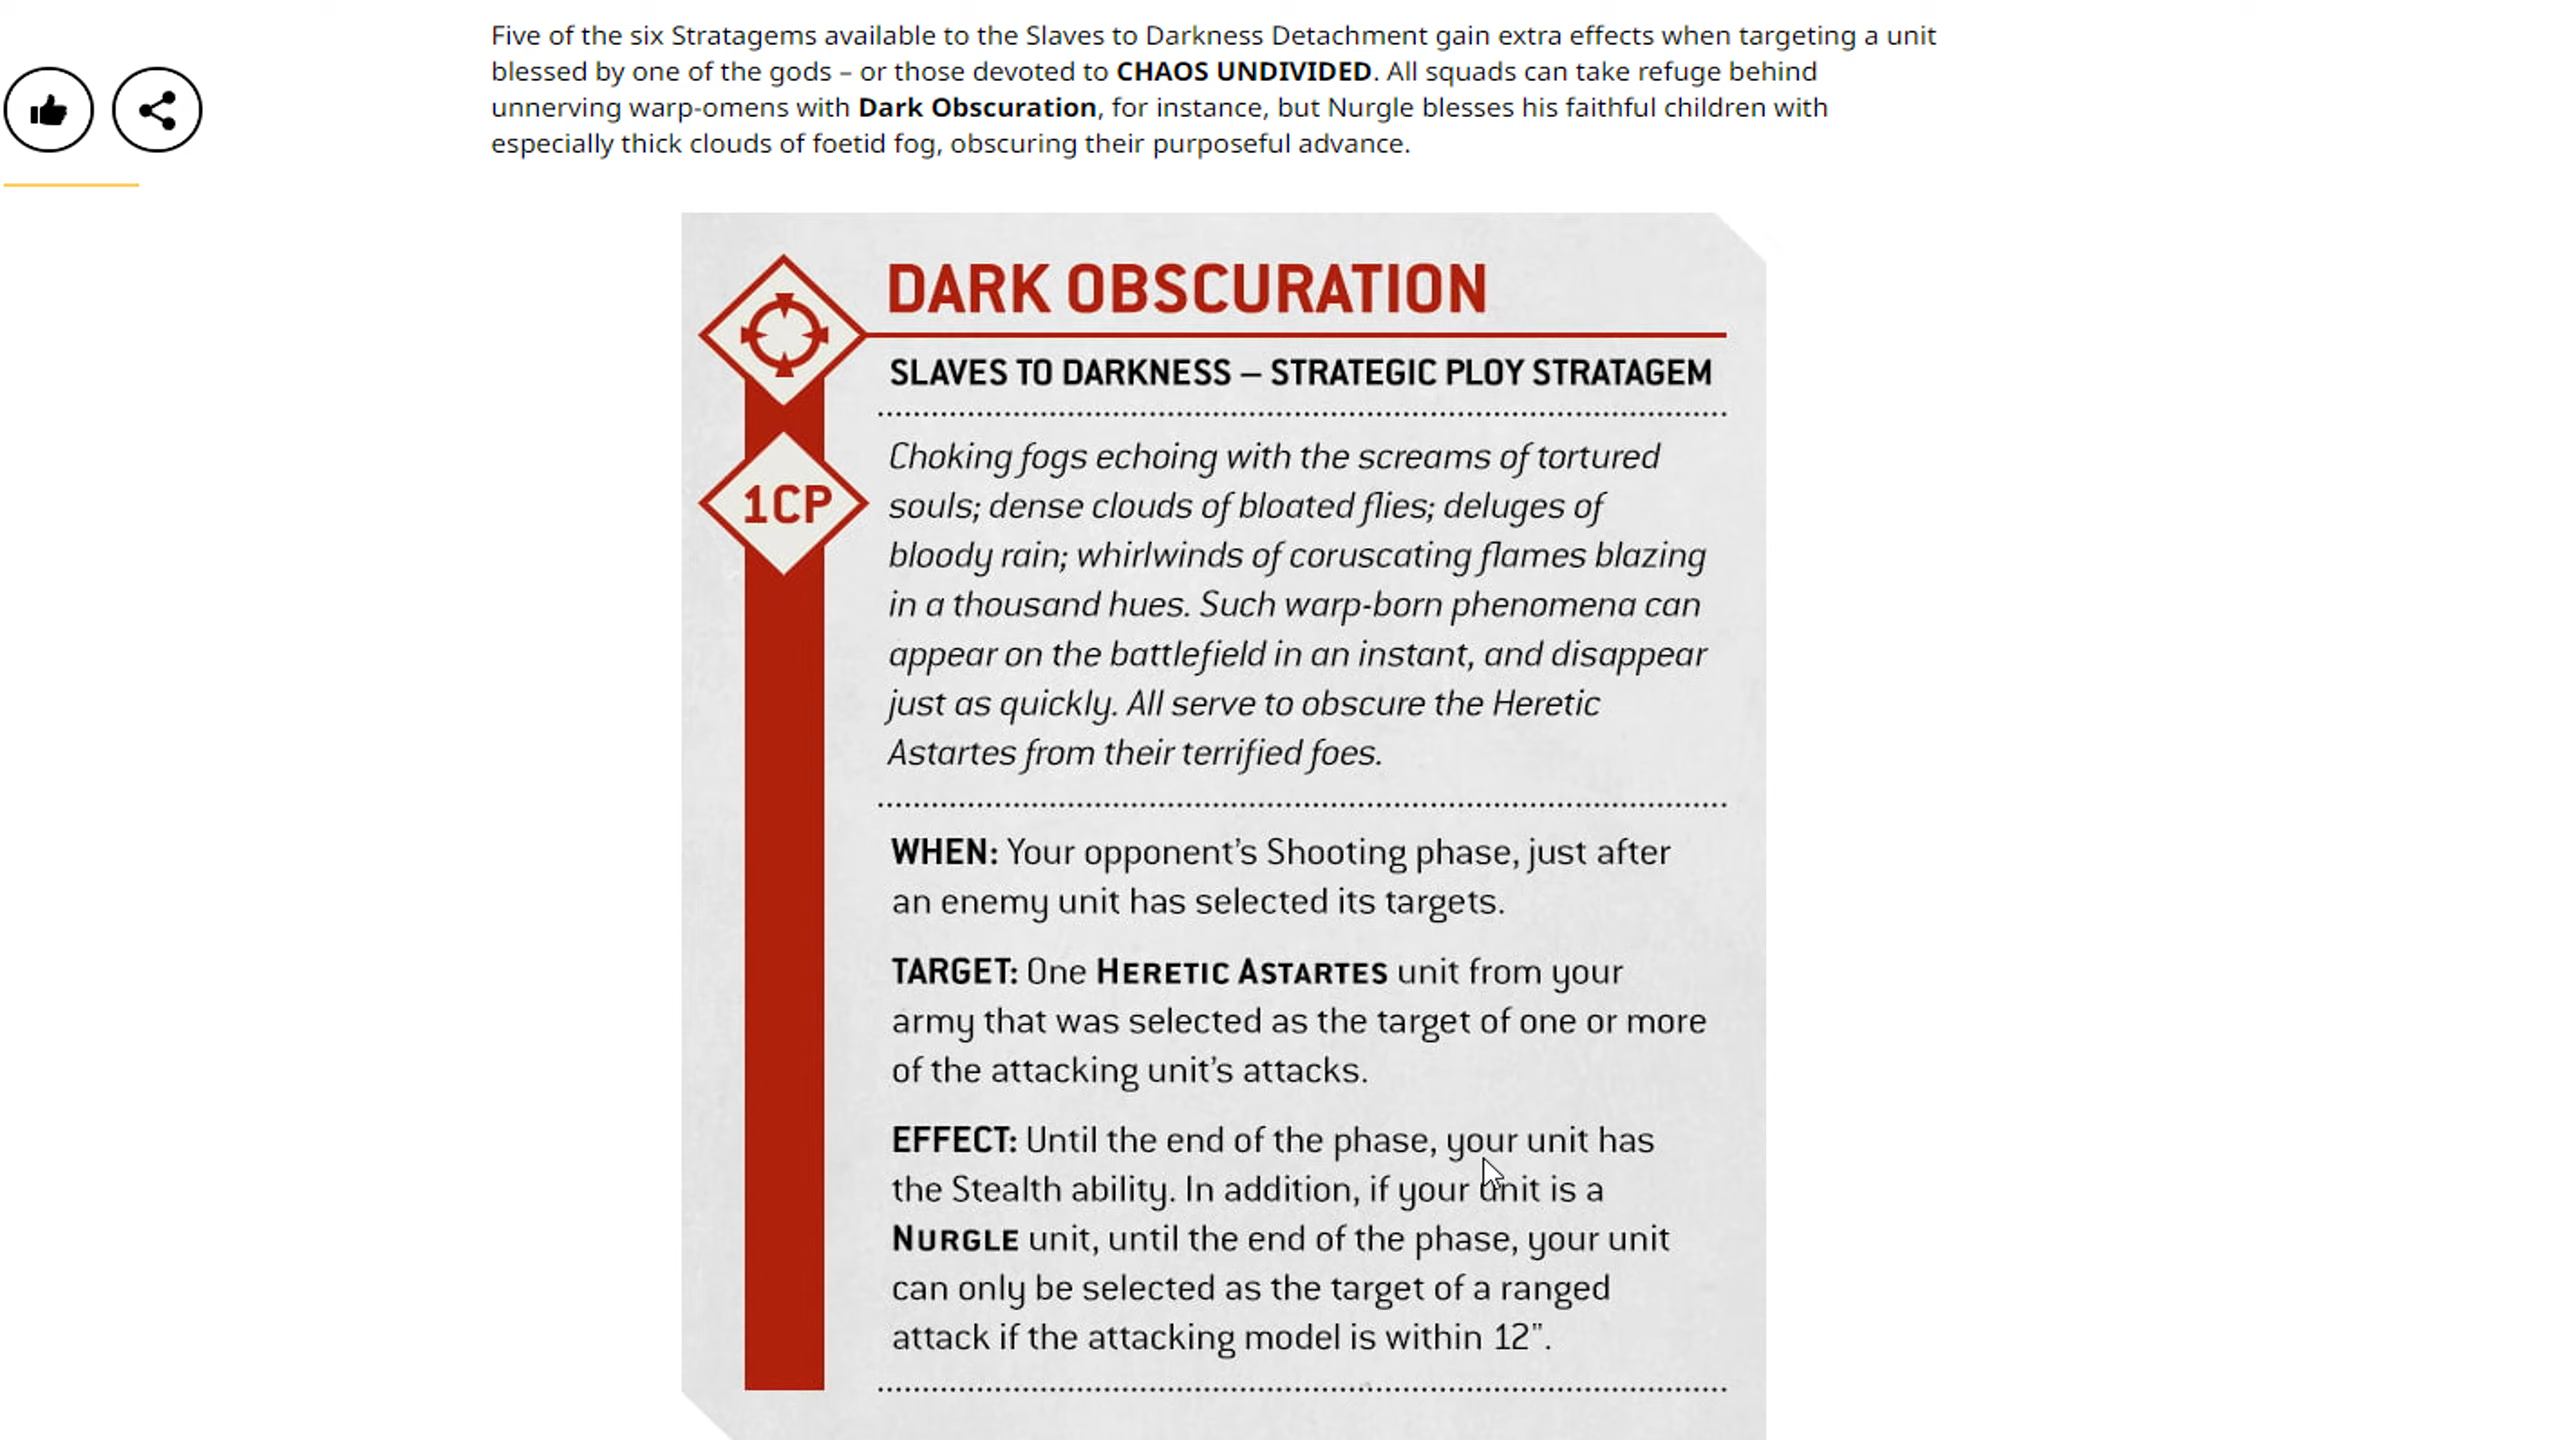 Five of the six Stratagems available to the Slaves to Darkness Detachment gain extra effects when targeting a unit
blessed by one of the gods – or those devoted to CHAOS UNDIVIDED. All squads can take refuge behind
unnerving warp-omens with Dark Obscuration, for instance, but Nurgle blesses his faithful children with
especially thick clouds of foetid fog, obscuring their purposeful advance.
DARK OBSCURATION
SLAVES TO DARKNESS – STRATEGIC PLOY STRATAGEM
1CP
Choking fogs echoing with the screams of tortured
souls; dense clouds of bloated flies; deluges of
bloody rain; whirlwinds of coruscating flames blazing
in a thousand hues. Such warp-born phenomena can
appear on the battlefield in an instant, and disappear
just as quickly. All serve to obscure the Heretic
Astartes from their terrified foes.
WHEN: Your opponent’s Shooting phase, just after
an enemy unit has selected its targets.
TARGET: One HERETIC ASTARTES unit from your
army that was selected as the target of one or more
of the attacking unit’s attacks.
EFFECT: Until the end of the phase, your unit has
the Stealth ability. In addition, if your unit is a
NURGLE unit, until the end of the phase, your unit
can only be selected as the target of a ranged
attack if the attacking model is within 12”.